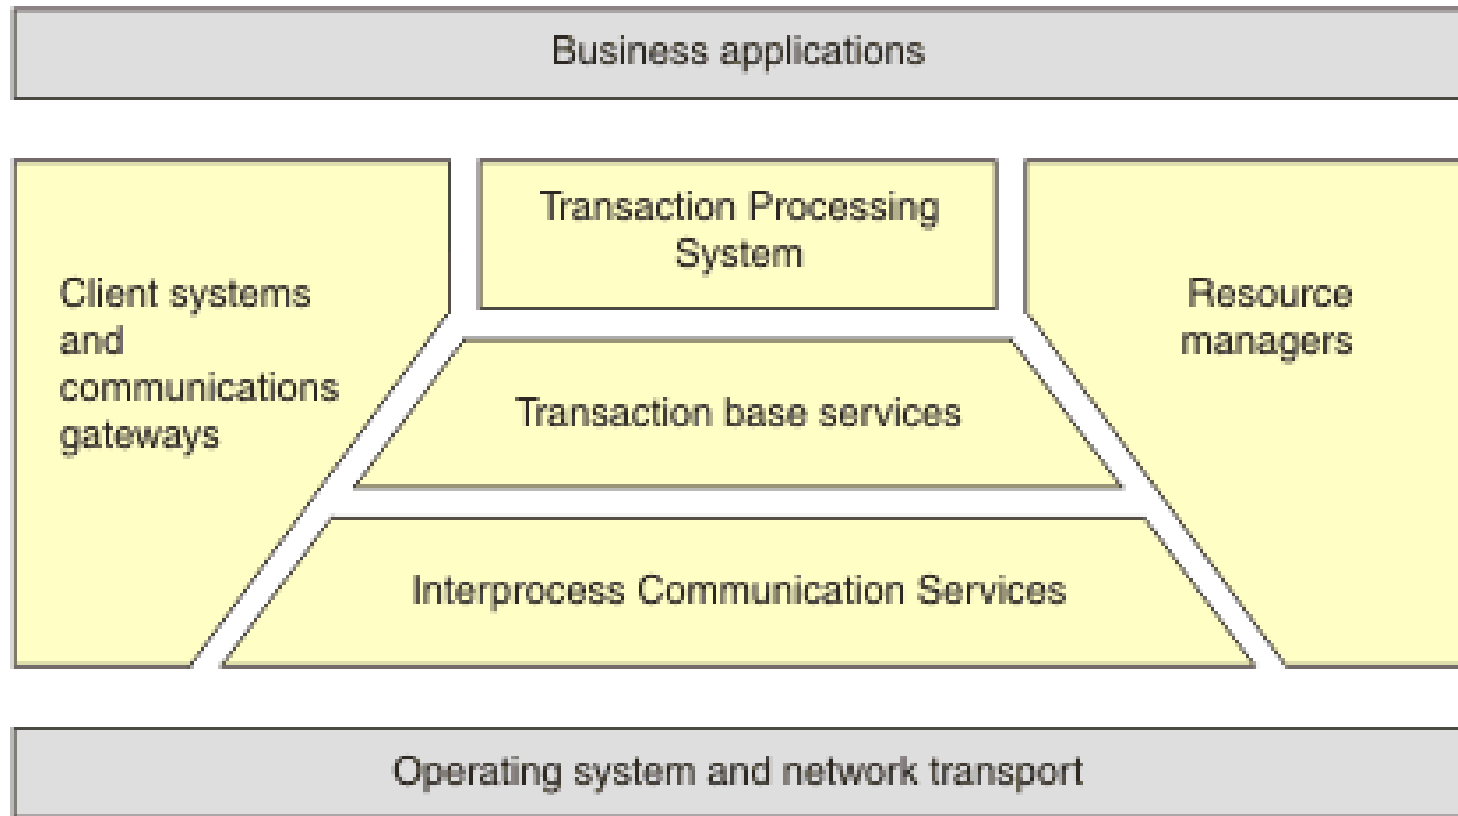 Business applications
Transaction Processing
System
Client systems
and
communications
gateways
Resource
managers
Transaction base services
Interprocess Communication Services
Operating system and network transport